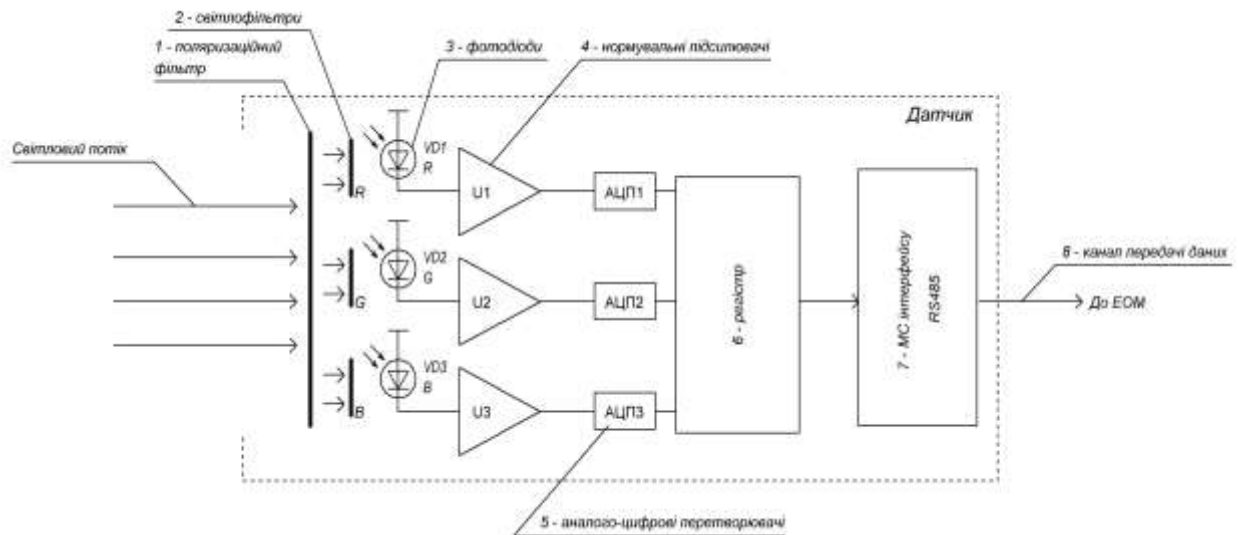 2 - світлофільтри
1 - поляризаційний
фільтр
3 - фотодіоди
4 - нормувальні підсилювачі
Датчик
Світловий потік
VD1
R
R
U1
АЦП1
VD2
G
G
U2
АЦП2
VD3
B
B
U3
АЦП3
6 - регістр
7 - МС інтерфейсу
RS485
8 - канал передачі даних
До ЕОМ
5 - аналого-цифрові перетворювачі